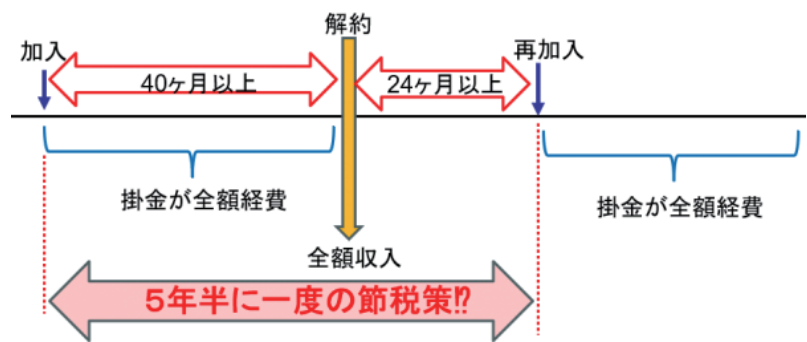 解約
加入
再加入
40ヶ月以上
24ヶ月以上
掛金が全額経費
掛金が全額経費
全額収入
5年半に一度の節税策⁉